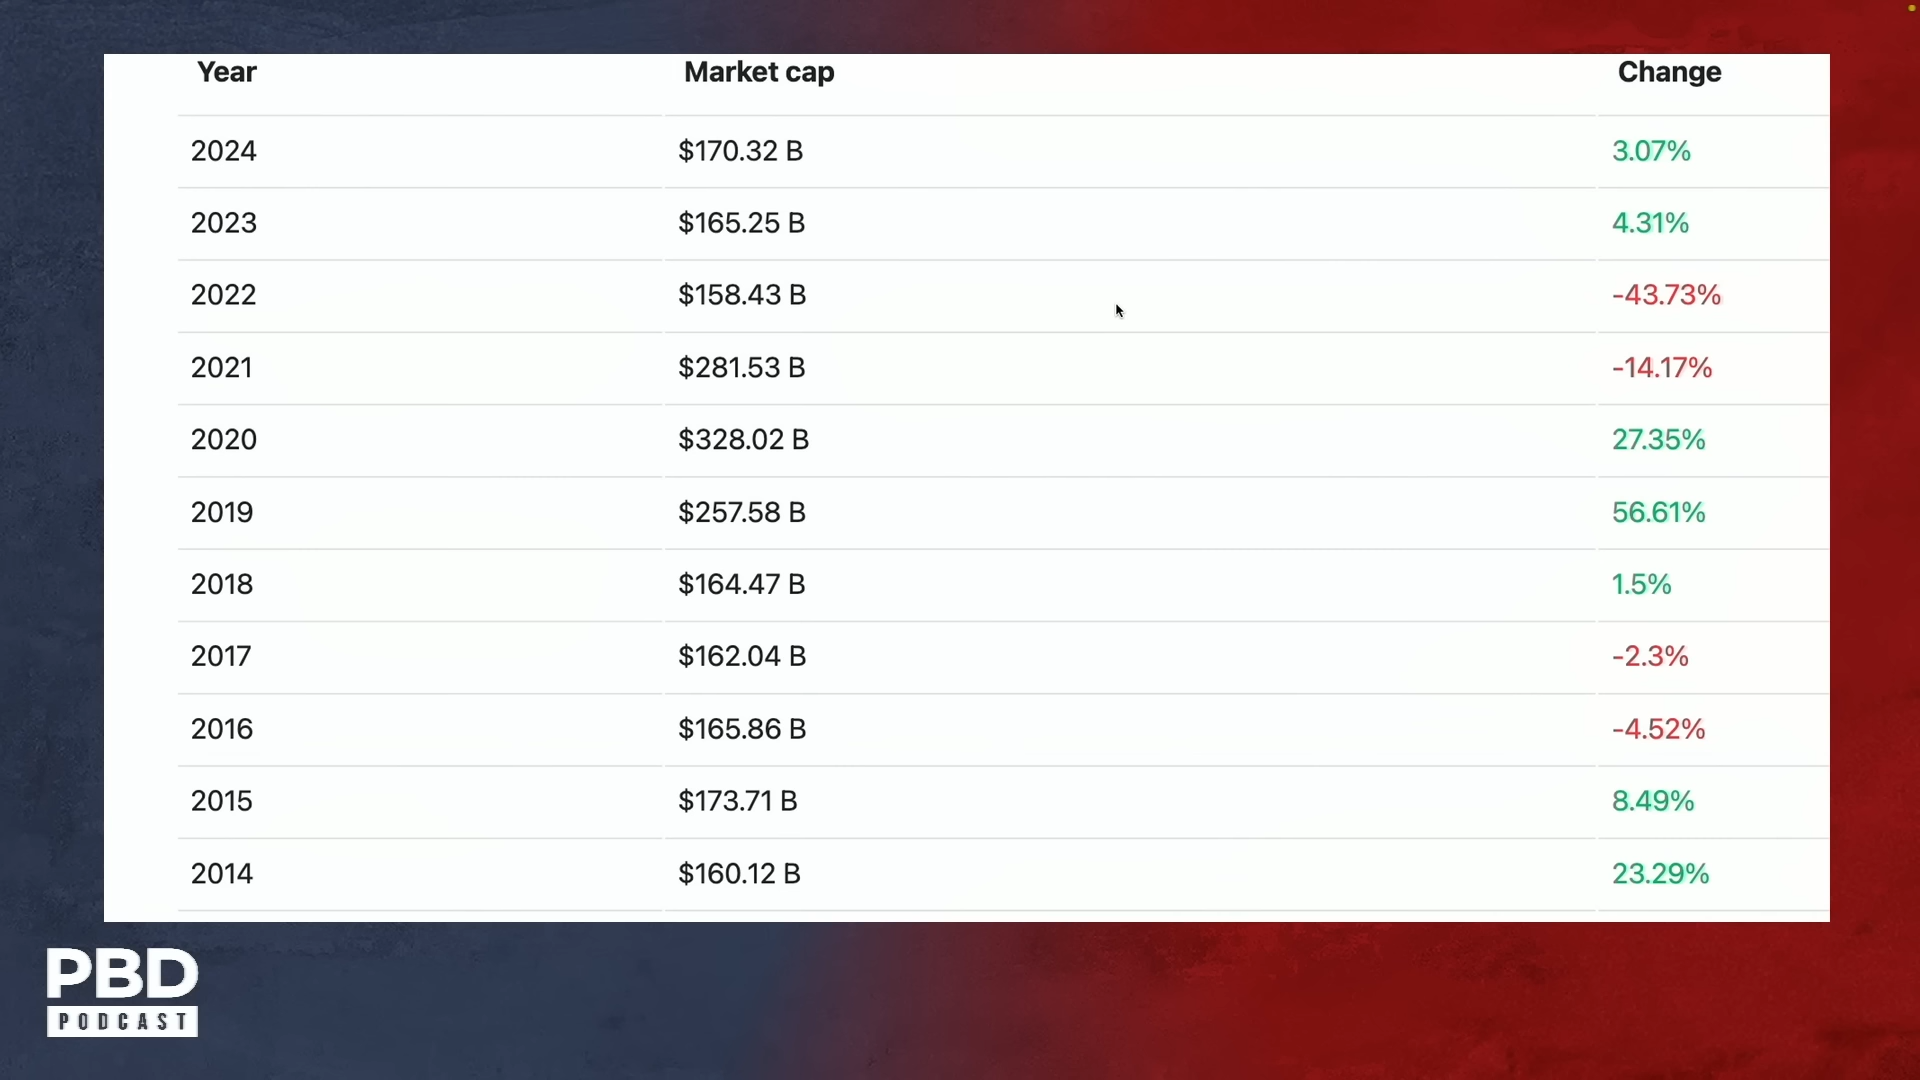 Year Market cap Change
2024 $170.32 B 3.07%
2023 $165.25 B 4.31%
2022 $158.43 B -43.73%
2021 $281.53 B -14.17%
2020 $328.02 B 27.35%
2019 $257.58 B 56.61%
2018 $164.47 B 1.5%
2017 $162.04 B -2.3%
2016 $165.86 B -4.52%
2015 $173.71 B 8.49%
2014 $160.12 B 23.29%
PBD
PODCAST